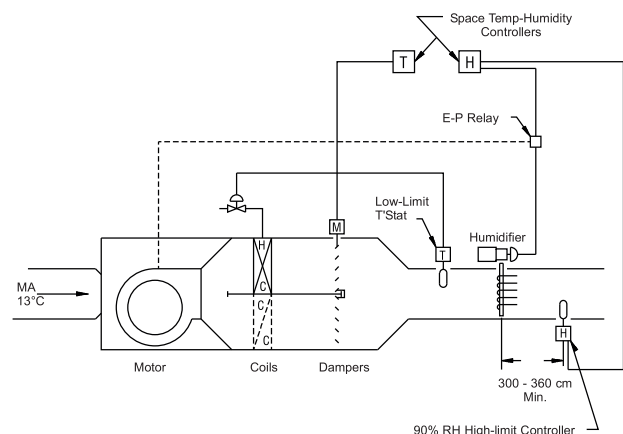 Space Temp-Humidity
Controllers
T
H
E-P Relay
Low-Limit
T'Stat
Humidifier
M
T
H
C
C
C
MA
13°C
H
Motor
Coils
Dampers
300 - 360 cm
Min.
90% RH High-limit Controller